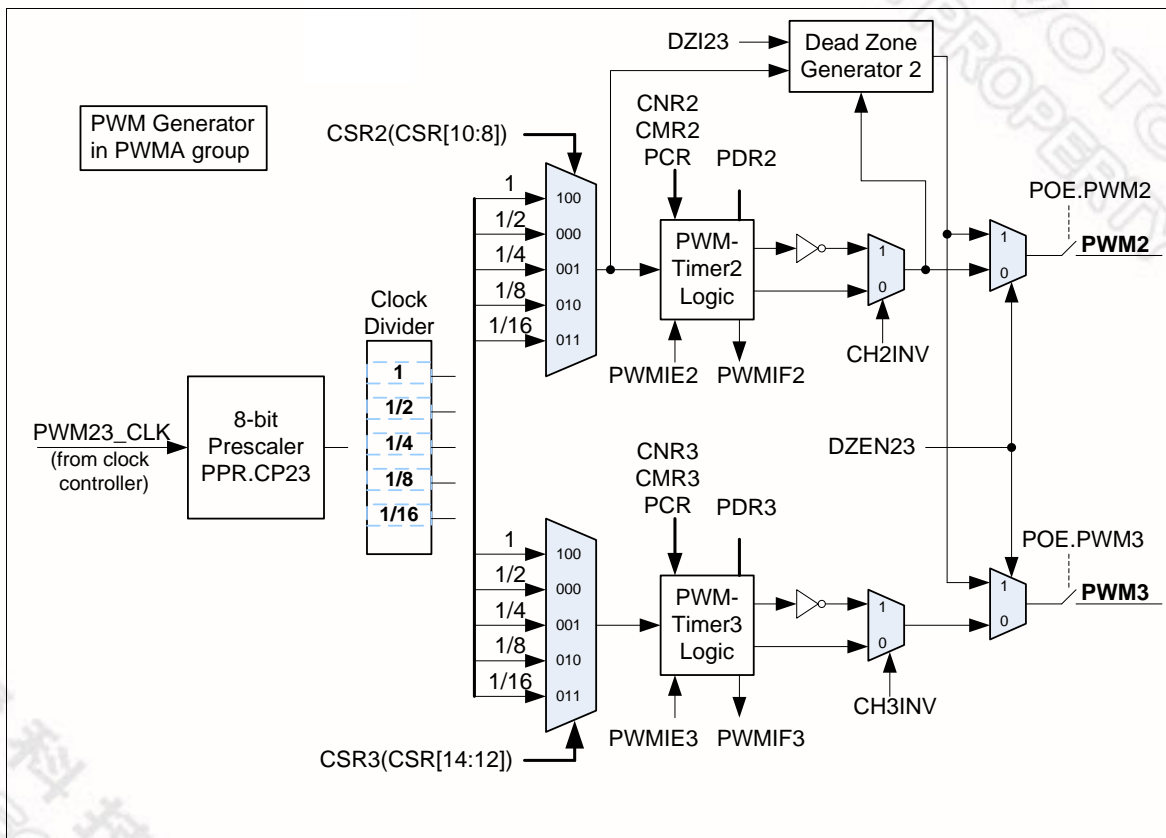 DZI23
Dead Zone
Generator 2
PWM Generator
in PWMA group
CSR2(CSR[10:8])
CNR2
CMR2
PCR
PDR2
1
1/2
1/4
1/8
1/16
100
000
001
010
011
PWM-
Timer2
Logic
1
0
1
0
POE.PWM2
PWM2
PWMIE2
PWMIF2
CH2INV
Clock
Divider
1
1/2
1/4
1/8
1/16
PWM23_CLK
(from clock
controller)
8-bit
Prescaler
PPR.CP23
DZEN23
CNR3
CMR3
PCR
PDR3
1
1/2
1/4
1/8
1/16
100
000
001
010
011
PWM-
Timer3
Logic
1
0
1
0
POE.PWM3
PWM3
PWMIE3
PWMIF3
CH3INV
CSR3(CSR[14:12])
PROPERTY
科技